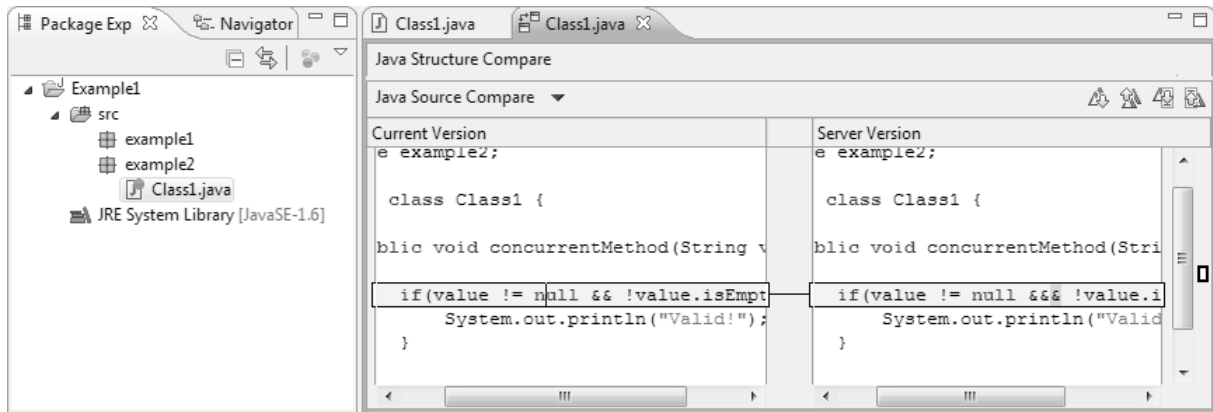 Package Exp
Navigator
Class1.java
Class1.java
Java Structure Compare
Java Source Compare
Example1
src
example1
example2
Class1.java
JRE System Library [JavaSE-1.6]
Current Version
e example2;
class Class1 {
blic void concurrentMethod(String v
if(value != null && !value.isEmpt
System.out.println("Valid!");
}
Server Version
e example2;
class Class1 {
blic void concurrentMethod(Stri
if(value != null &&& !value.i
System.out.println("Valid
}